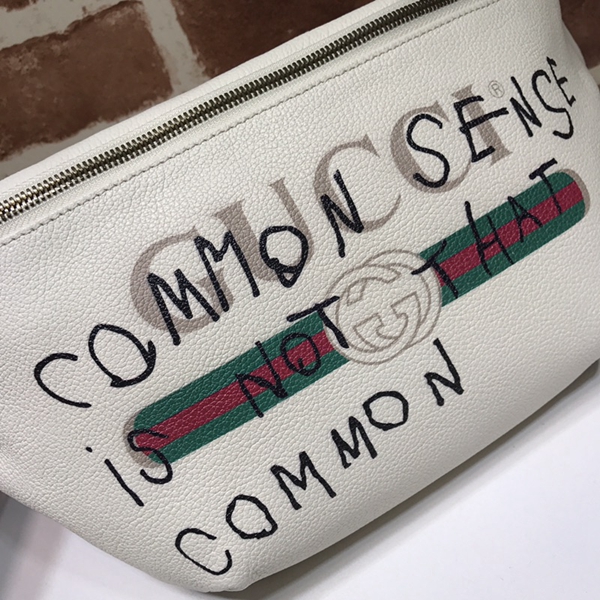 GUCCI®
COMMON SENSE
iS NOT THAT
COMMON